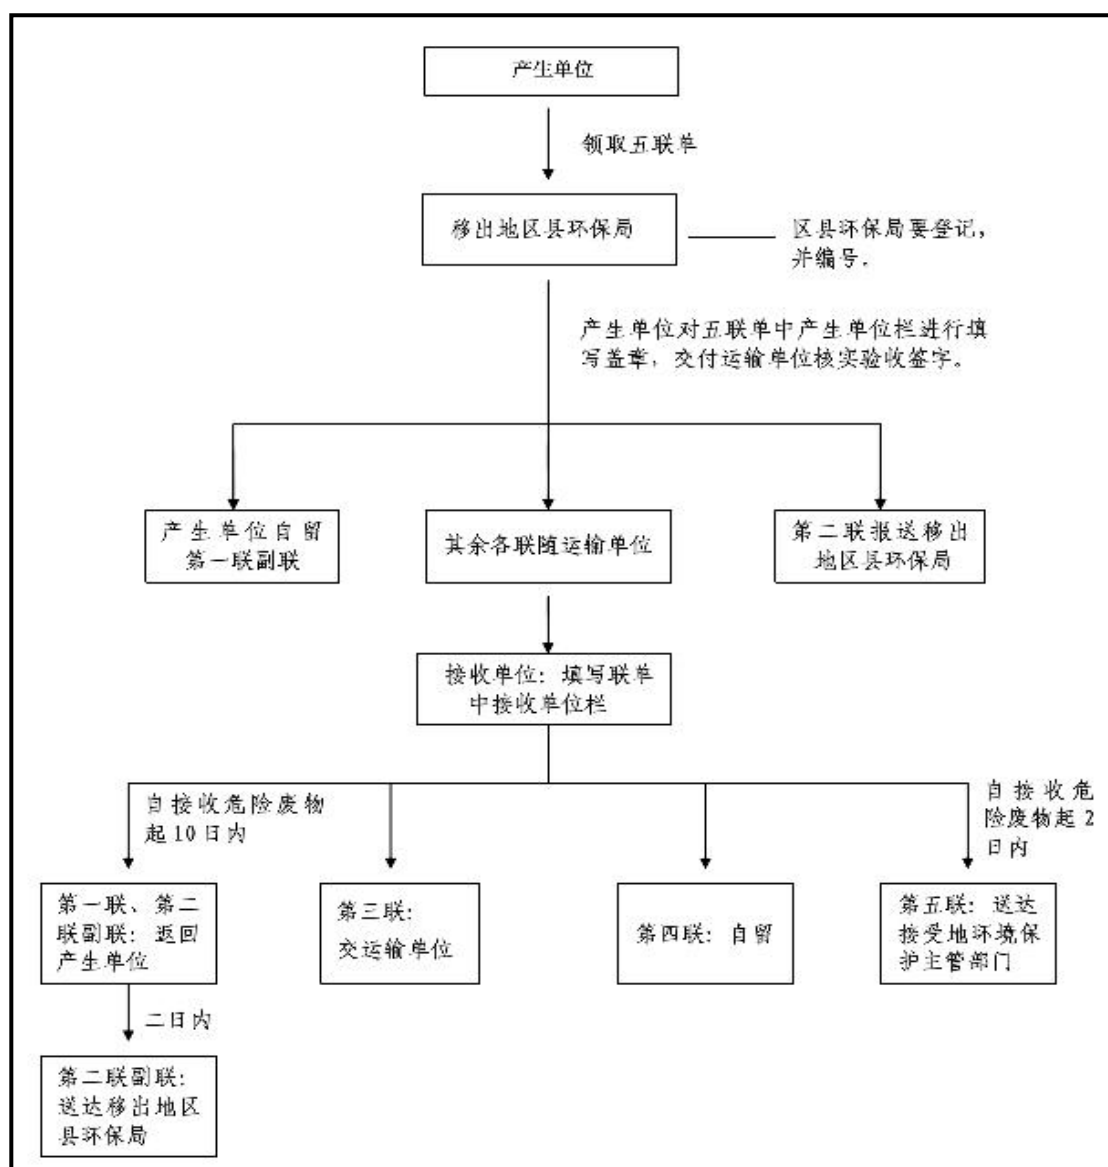 产生单位
领取五联单
移出地区县环保局
区县环保局要登记，
并编号。
产生单位对五联单中产生单位栏进行填
写盖章，交付运输单位核实验收签字。
产生单位自留
第一联副联
其余各联随运输单位
第二联报送移出
地区县环保局
接收单位：填写联单
中接收单位栏
自接收危险废物
起10日内
自接收危
险废物起2
日内
第一联、第二
联副联：返回
产生单位
第三联：
交运输单位
第四联：自留
第五联：送达
接受地环境保
护主管部门
二日内
第二联副联：
送达移出地区
县环保局